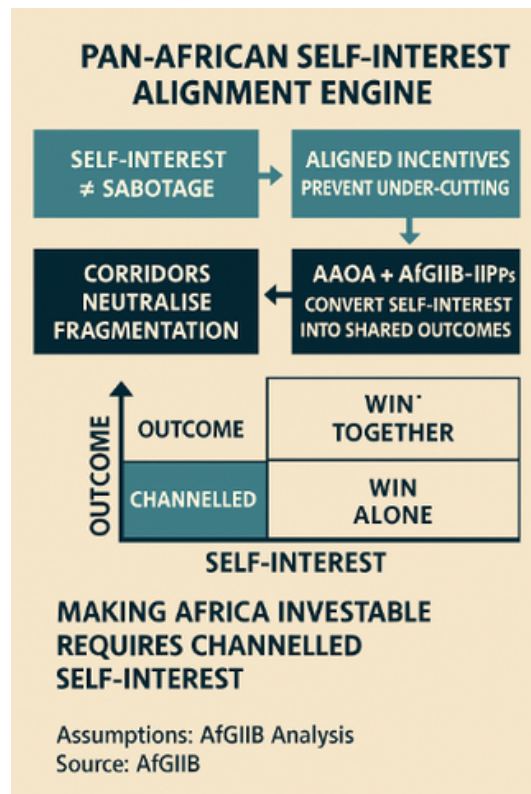 PAN-AFRICAN SELF-INTEREST
ALIGNMENT ENGINE
SELF-INTEREST
≠ SABOTAGE
ALIGNED INCENTIVES
PREVENT UNDER-CUTTING
CORRIDORS
NEUTRALISE
FRAGMENTATION
AAOA + AfGIIB-IIPPs
CONVERT SELF-INTEREST
INTO SHARED OUTCOMES
OUTCOME
OUTCOME
WIN·
TOGETHER
CHANNELLED
WIN
ALONE
SELF-INTEREST
MAKING AFRICA INVESTABLE
REQUIRES CHANNELLED
SELF-INTEREST
Assumptions: AfGIIB Analysis
Source: AfGIIB